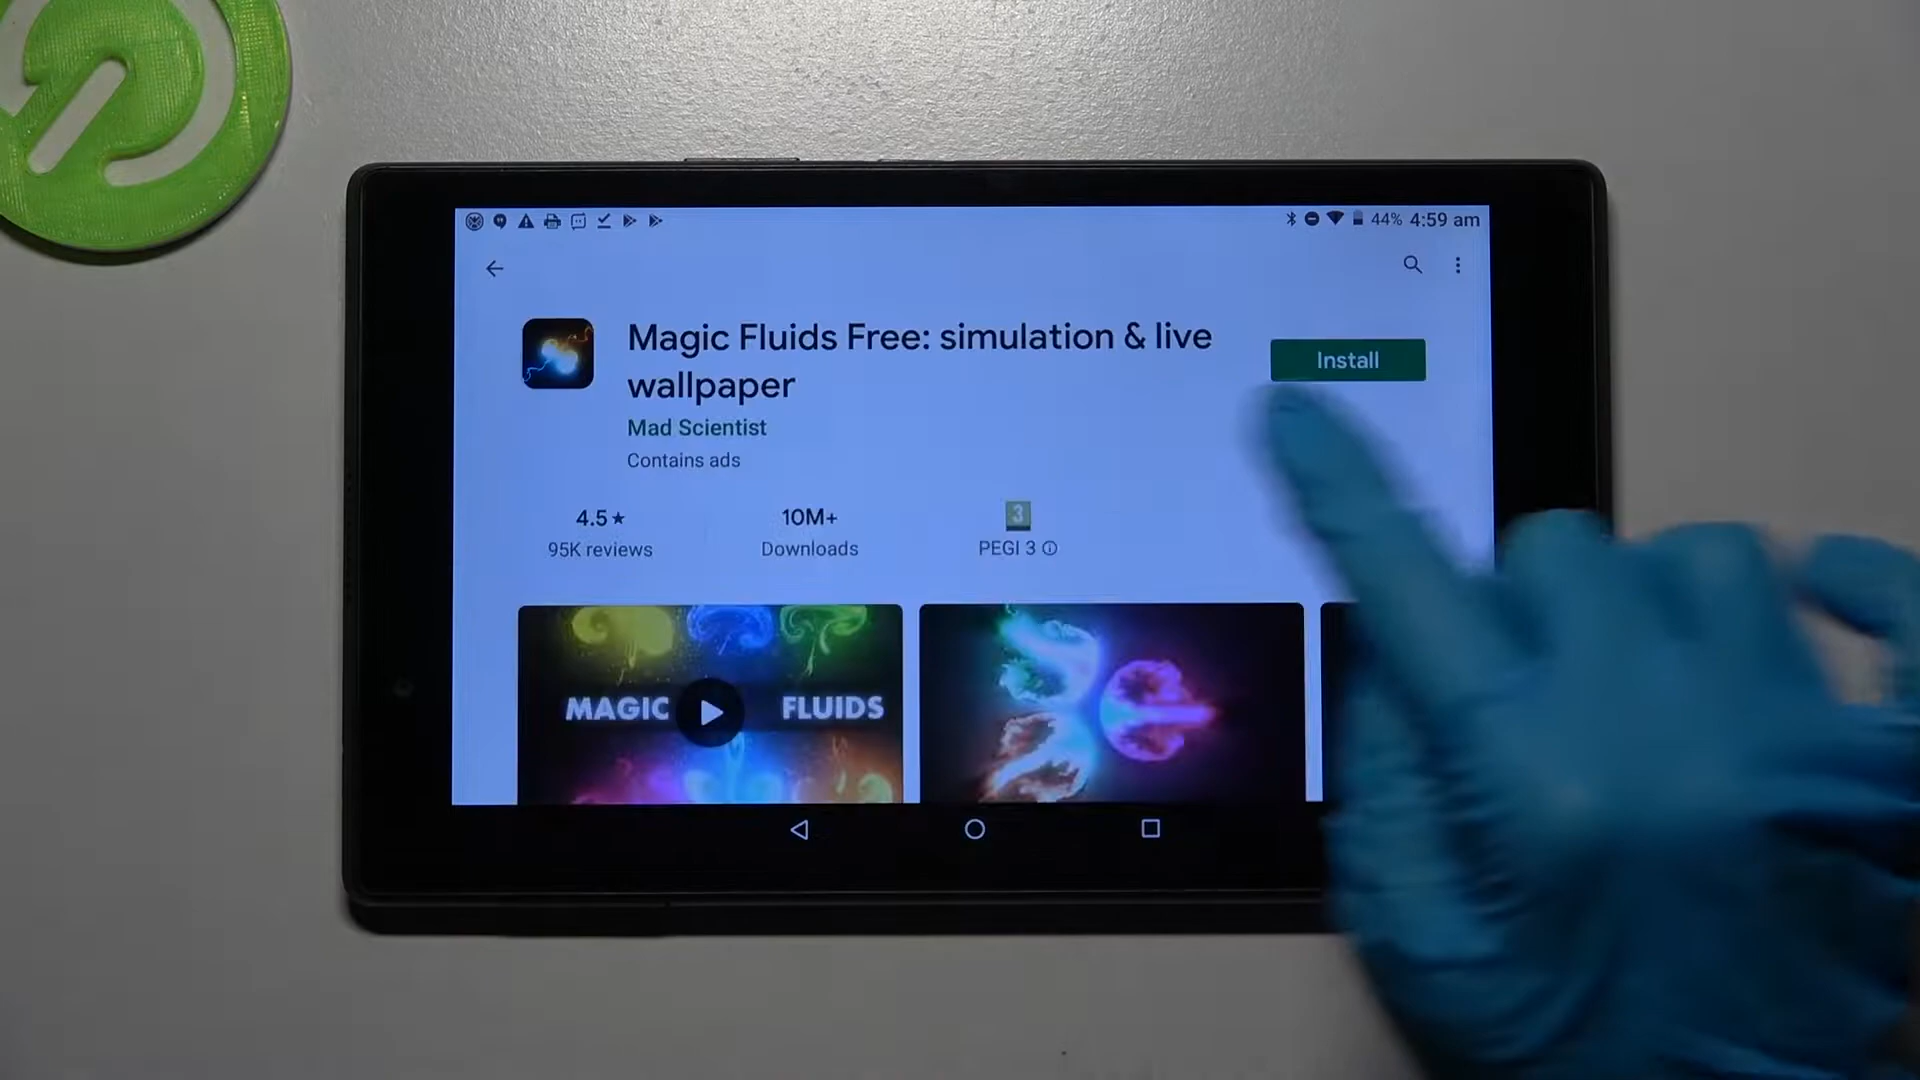 44% 4:59 am
Magic Fluids Free: simulation & live
wallpaper
Install
Mad Scientist
Contains ads
4.5★
10M+
3
95K reviews
Downloads
PEGI 3
MAGIC FLUIDS